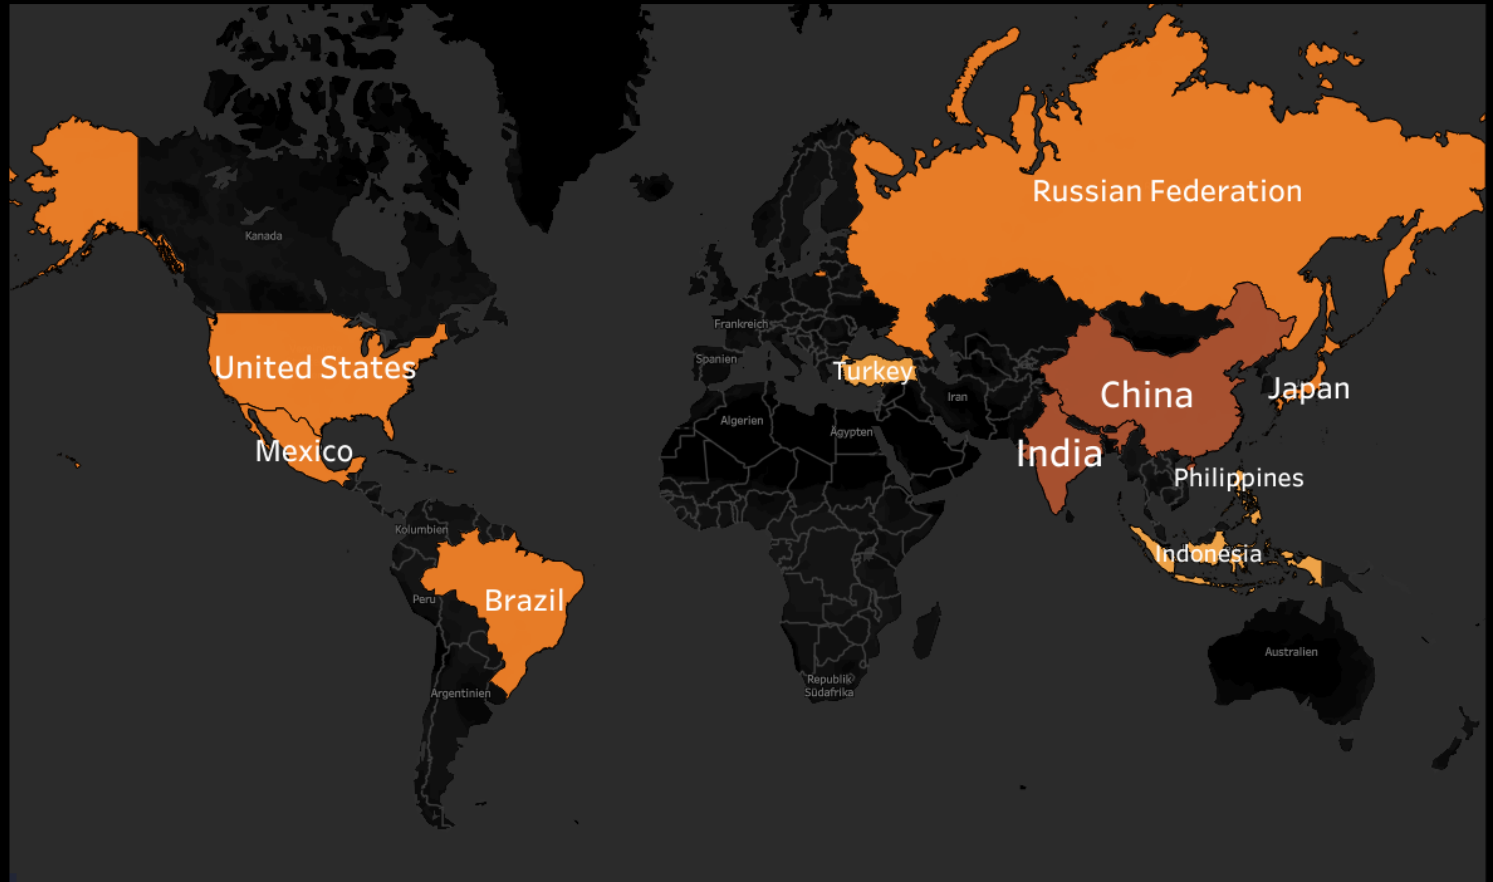 Russian Federation
Kanada
Frankreich
Spanien
United States
Turkey
China
Japan
Iran
Algerien
Ägypten
Mexico
India
Philippines
Kolumbien
Indonesia
Peru
Brazil
Australien
Republik
Südafrika
Argentinien